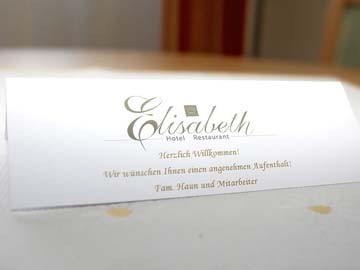 Elisabeth
Hotel Restaurant
Herzlich Willkommen!
Wir wünschen Ihnen einen angenehmen Aufenthalt!
Fam. Haun und Mitarbeiter